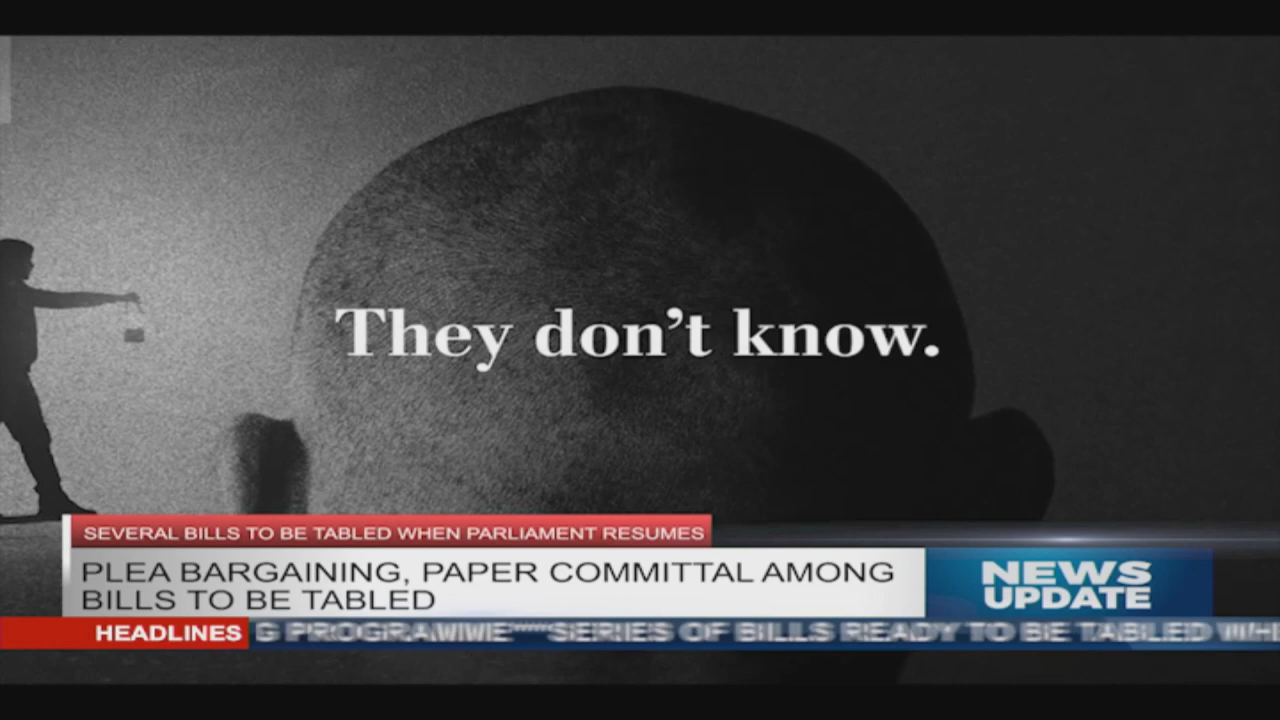 They don't know.
SEVERAL BILLS TO BE TABLED WHEN PARLIAMENT RESUMES
PLEA BARGAINING, PAPER COMMITTAL AMONG
BILLS TO BE TABLED
NEWS
UPDATE
HEADLINES
SERIES OF BILLS READY TO BE TABLED